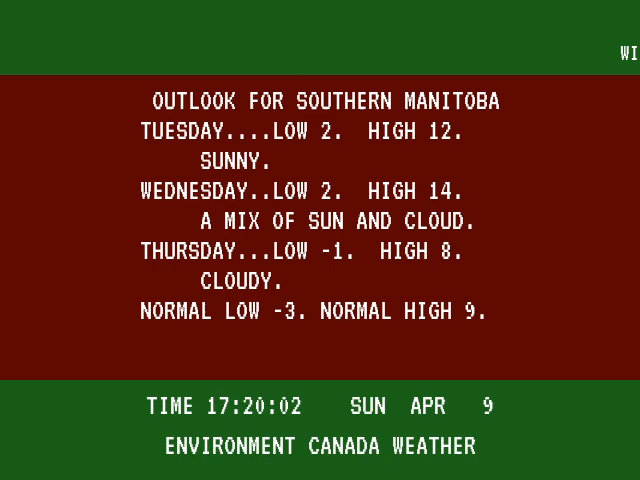 WI
OUTLOOK FOR SOUTHERN MANITOBA
TUESDAY....LOW 2.  HIGH 12.
SUNNY.
WEDNESDAY..LOW 2.  HIGH 14.
A MIX OF SUN AND CLOUD.
THURSDAY...LOW -1.  HIGH 8.
CLOUDY.
NORMAL LOW -3. NORMAL HIGH 9.
TIME 17:20:02    SUN  APR   9
ENVIRONMENT CANADA WEATHER